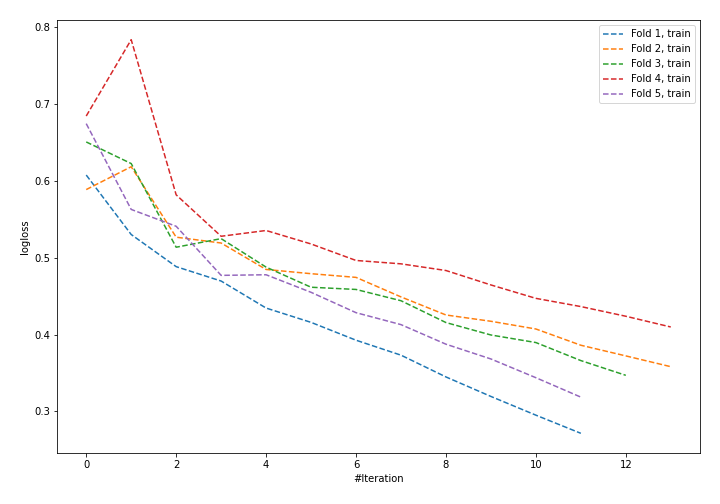 0.8
0.7
0.6
0.5
0.4
0.3
logloss
0 2 4 6 8 10 12
#Iteration
Fold 1, train
Fold 2, train
Fold 3, train
Fold 4, train
Fold 5, train